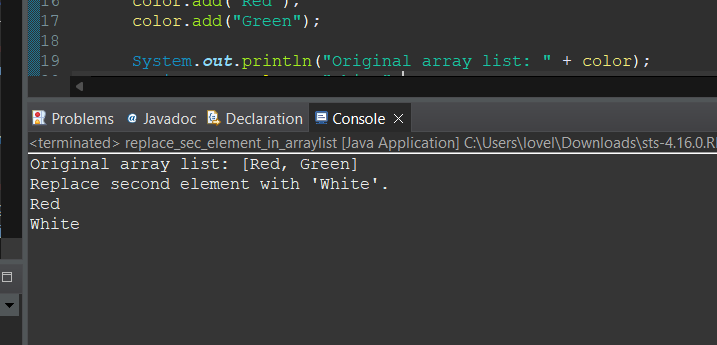 16 color.add("Red");
17 color.add("Green");
18
19 System.out.println("Original array list: " + color);
Problems @ Javadoc Declaration Console
<terminated> replace_sec_element_in_arraylist [Java Application] C:\Users\lovel\Downloads\sts-4.16.0.RE
Original array list: [Red, Green]
Replace second element with 'White'.
Red
White